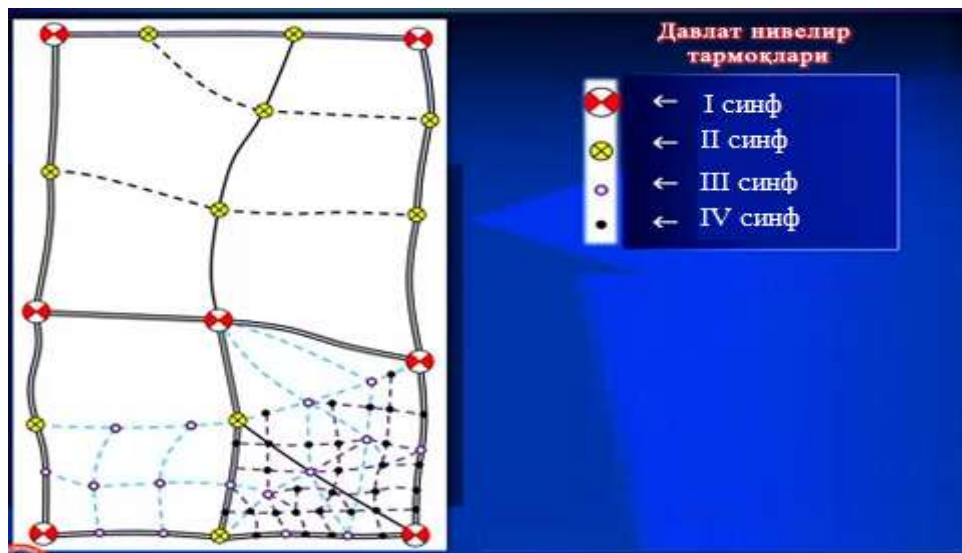 Давлат нивелир
тармоқлари
← I синф
← II синф
← III синф
← IV синф